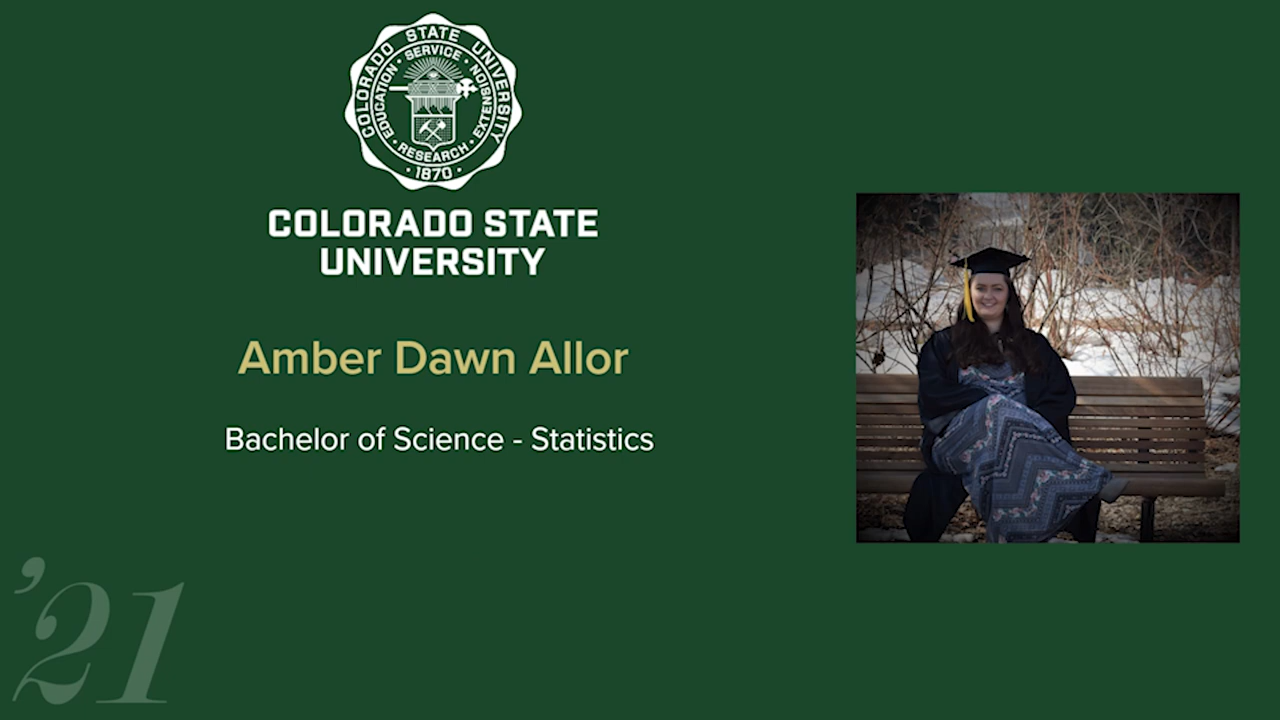 COLORADO STATE UNIVERSITY
EDUCATION • SERVICE • EXTENSION
• RESEARCH •
• 1870 •
COLORADO STATE
UNIVERSITY
Amber Dawn Allor
Bachelor of Science - Statistics
’21